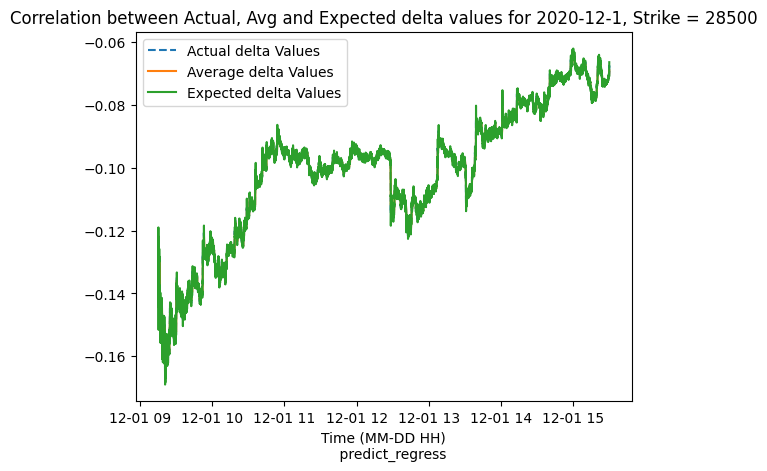 Correlation between Actual, Avg and Expected delta values for 2020-12-1, Strike = 28500
−0.06
−0.08
−0.10
−0.12
−0.14
−0.16
Actual delta Values
Average delta Values
Expected delta Values
12-01 09 12-01 10 12-01 11 12-01 12 12-01 13 12-01 14 12-01 15
Time (MM-DD HH)
predict_regress